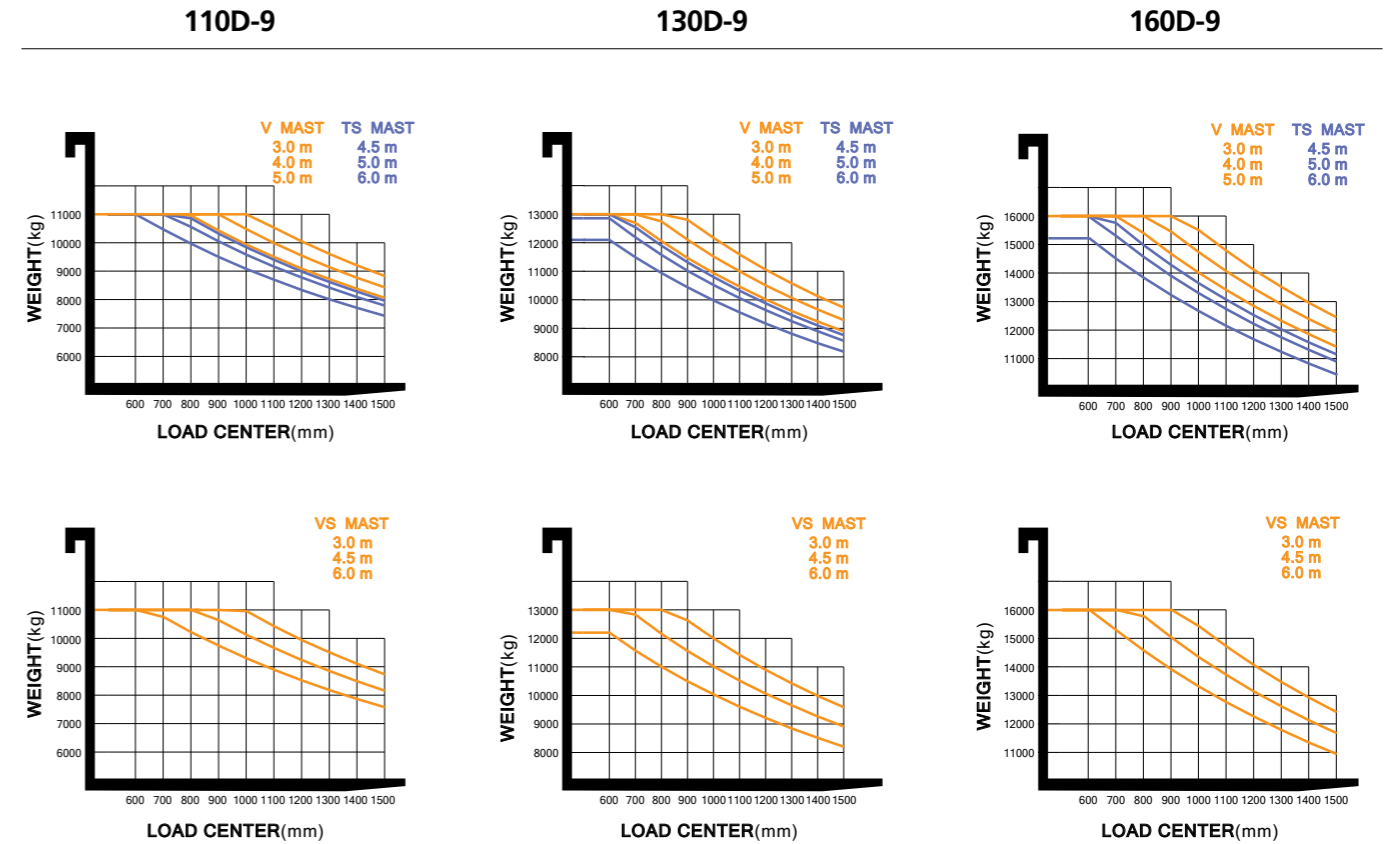 110D-9 130D-9 160D-9
V MAST TS MAST
3.0 m 4.5 m
4.0 m 5.0 m
5.0 m 6.0 m
WEIGHT(kg)
11000
10000
9000
8000
7000
6000
600 700 800 900 1000 1100 1200 1300 1400 1500
LOAD CENTER(mm)
V MAST TS MAST
3.0 m 4.5 m
4.0 m 5.0 m
5.0 m 6.0 m
WEIGHT(kg)
13000
12000
11000
10000
9000
8000
600 700 800 900 1000 1100 1200 1300 1400 1500
LOAD CENTER(mm)
V MAST TS MAST
3.0 m 4.5 m
4.0 m 5.0 m
5.0 m 6.0 m
WEIGHT(kg)
16000
15000
14000
13000
12000
11000
600 700 800 900 1000 1100 1200 1300 1400 1500
LOAD CENTER(mm)
VS MAST
3.0 m
4.5 m
6.0 m
WEIGHT(kg)
11000
10000
9000
8000
7000
6000
600 700 800 900 1000 1100 1200 1300 1400 1500
LOAD CENTER(mm)
VS MAST
3.0 m
4.5 m
6.0 m
WEIGHT(kg)
13000
12000
11000
10000
9000
8000
600 700 800 900 1000 1100 1200 1300 1400 1500
LOAD CENTER(mm)
VS MAST
3.0 m
4.5 m
6.0 m
WEIGHT(kg)
16000
15000
14000
13000
12000
11000
600 700 800 900 1000 1100 1200 1300 1400 1500
LOAD CENTER(mm)